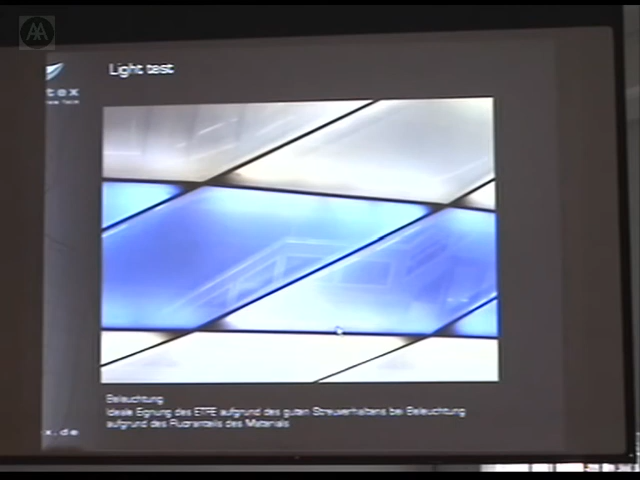 AA
Light test
tex
Beleuchtung
Ideale Eignung des ETFE aufgrund des guten Streuverhaltens bei Beleuchtung
aufgrund des Fluoranteils des Materials
x.de